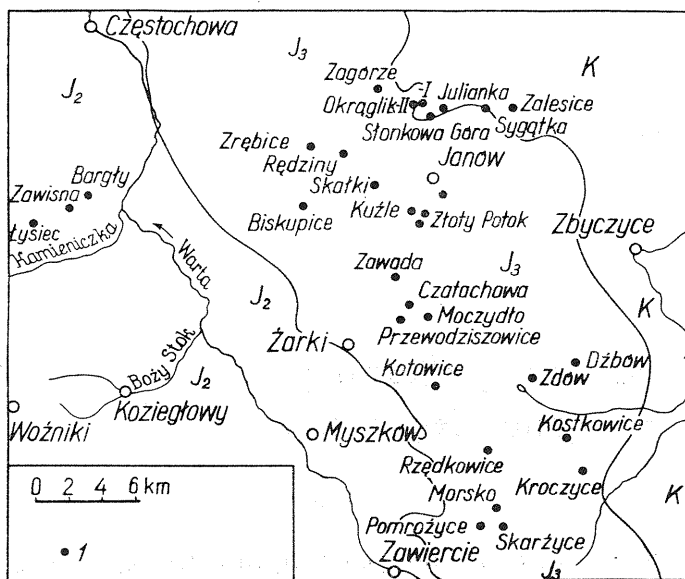 Częstochowa
J₃
K
J₂
Zagórze
-I
Julianka
Okrąglik-II
Zalesice
Słonkowa Góra
Sygątka
Zrębice
Rędziny
Janów
Bargły
Skałki
Zawisna
Biskupice
Kuźle
Złoty Potok
Zbyczyce
Łysiec
Kamieniczka
Warta
Zawada
J₃
J₂
Czatachowa
K
Moczydło
Przewodziszowice
Żarki
Boży Stok
J₂
Kotowice
Zdów
Dźbów
Koziegłowy
Woźniki
Myszków
Kostkowice
Rzędkowice
0 2 4 6 km
Morsko
Kroczyce
K
Pomrożyce
Skarżyce
1
Zawiercie
J₃